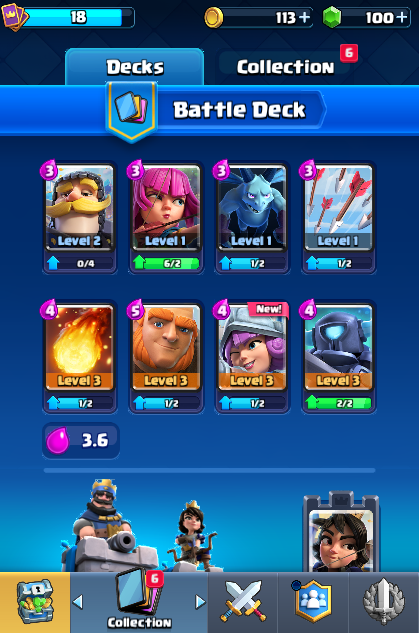 18
113 +
100 +
Decks
Collection
6
Battle Deck
3
3
3
3
Level 2
Level 1
Level 1
Level 1
0/4
6/2
1/2
1/2
4
5
4
4
New!
Level 3
Level 3
Level 3
Level 3
1/2
1/2
1/2
2/2
3.6
6
Collection